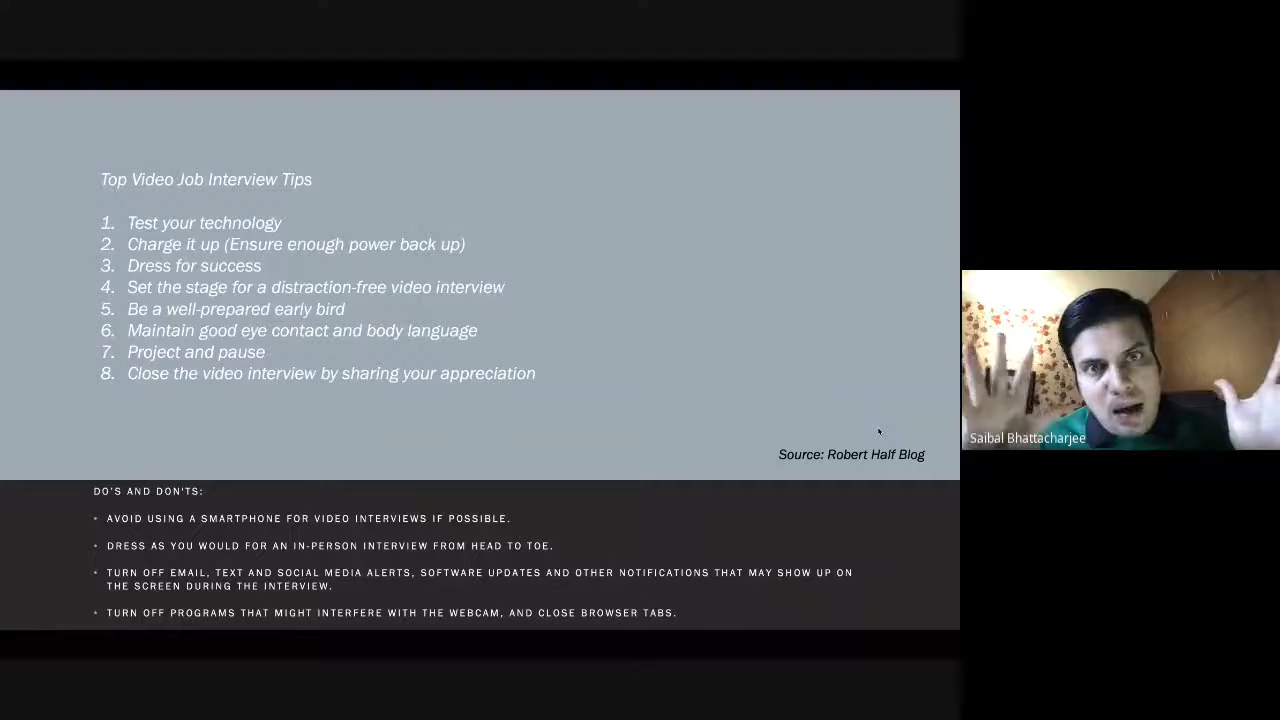 Top Video Job Interview Tips
1. Test your technology
2. Charge it up (Ensure enough power back up)
3. Dress for success
4. Set the stage for a distraction-free video interview
5. Be a well-prepared early bird
6. Maintain good eye contact and body language
7. Project and pause
8. Close the video interview by sharing your appreciation
Source: Robert Half Blog
Saibal Bhattacharjee
DO'S AND DON'TS:
• AVOID USING A SMARTPHONE FOR VIDEO INTERVIEWS IF POSSIBLE.
• DRESS AS YOU WOULD FOR AN IN-PERSON INTERVIEW FROM HEAD TO TOE.
• TURN OFF EMAIL, TEXT AND SOCIAL MEDIA ALERTS, SOFTWARE UPDATES AND OTHER NOTIFICATIONS THAT MAY SHOW UP ON
THE SCREEN DURING THE INTERVIEW.
• TURN OFF PROGRAMS THAT MIGHT INTERFERE WITH THE WEBCAM, AND CLOSE BROWSER TABS.